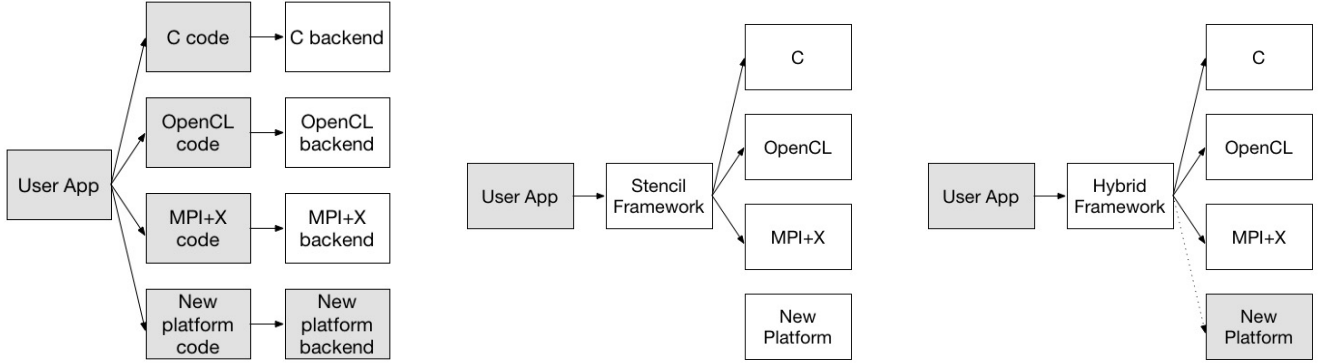 User App
C code
C backend
OpenCL
code
OpenCL
backend
MPI+X
code
MPI+X
backend
New
platform
code
New
platform
backend
User App
Stencil
Framework
C
OpenCL
MPI+X
New
Platform
User App
Hybrid
Framework
C
OpenCL
MPI+X
New
Platform